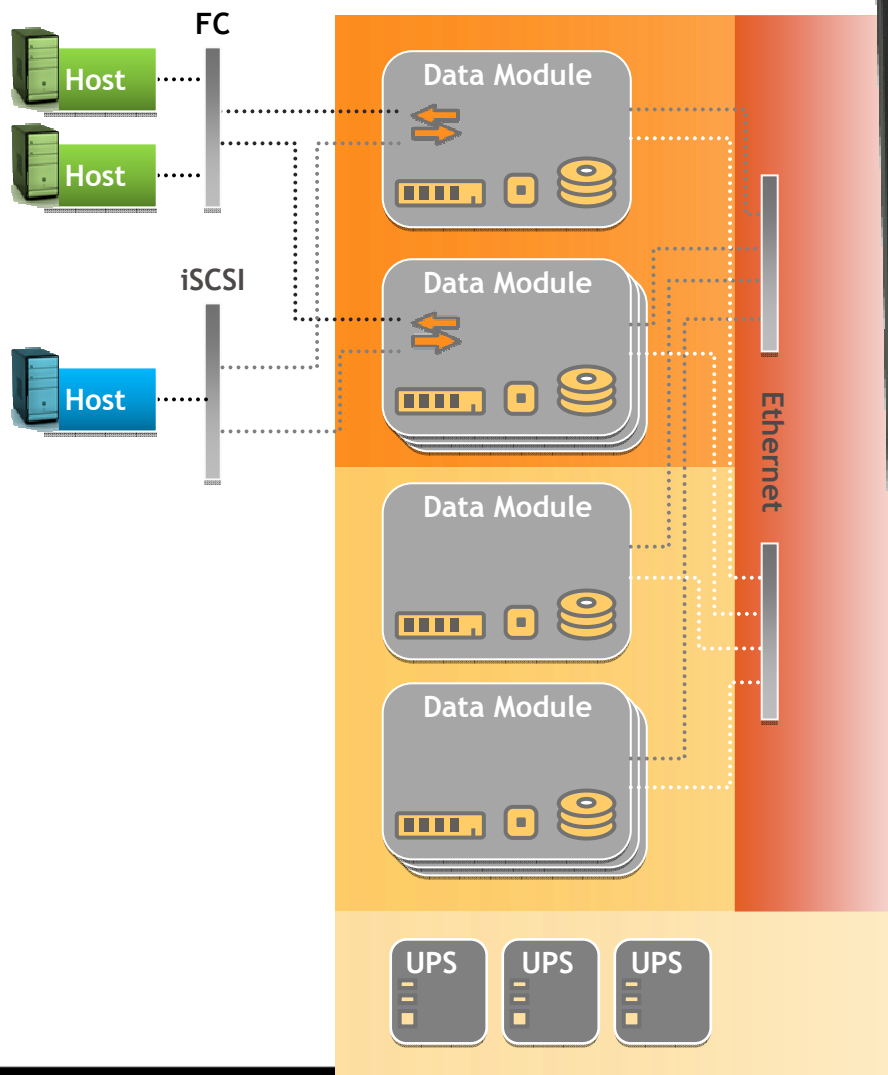 FC
Host
Host
iSCSI
Host
Data Module
Data Module
Data Module
Data Module
Ethernet
UPS
UPS
UPS